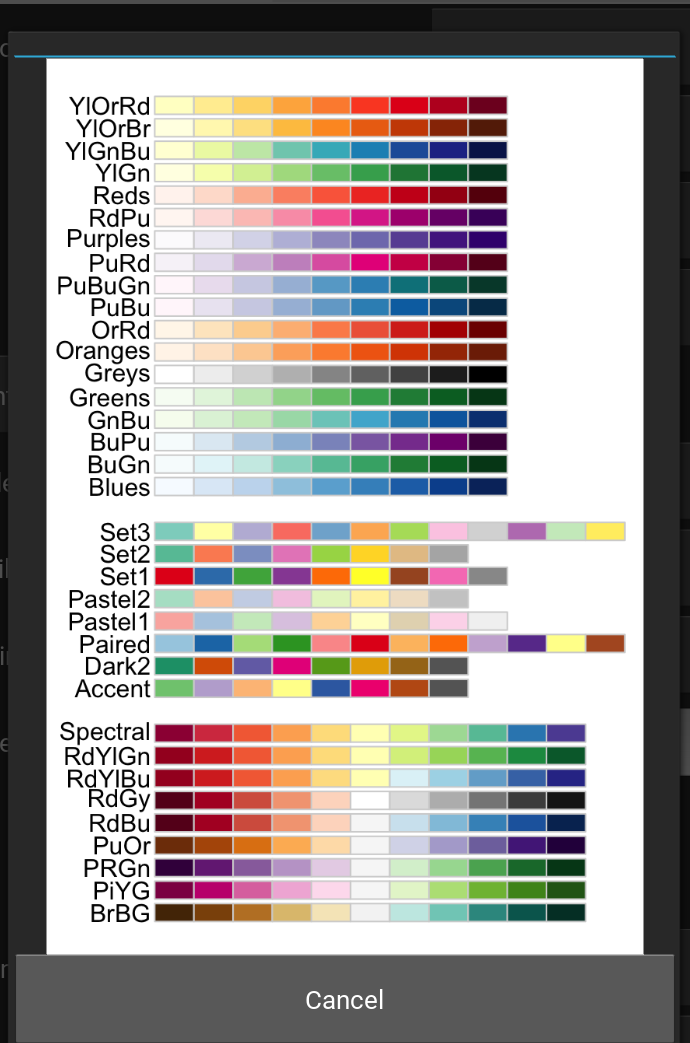 YlOrRd
YlOrBr
YlGnBu
YlGn
Reds
RdPu
Purples
PuRd
PuBuGn
PuBu
OrRd
Oranges
Greys
Greens
GnBu
BuPu
BuGn
Blues
Set3
Set2
Set1
Pastel2
Pastel1
Paired
Dark2
Accent
Spectral
RdYlGn
RdYlBu
RdGy
RdBu
PuOr
PRGn
PiYG
BrBG
Cancel